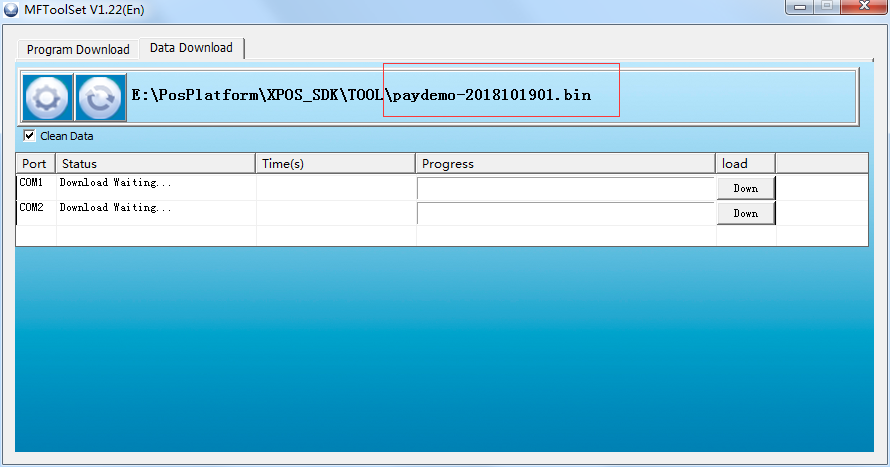 MFToolSet V1.22(En)
Program Download Data Download
E:\PosPlatform\XPOS_SDK\TOOL\paydemo-2018101901.bin
Clean Data
Port Status Time(s) Progress load
COM1 Download Waiting... Down
COM2 Download Waiting... Down